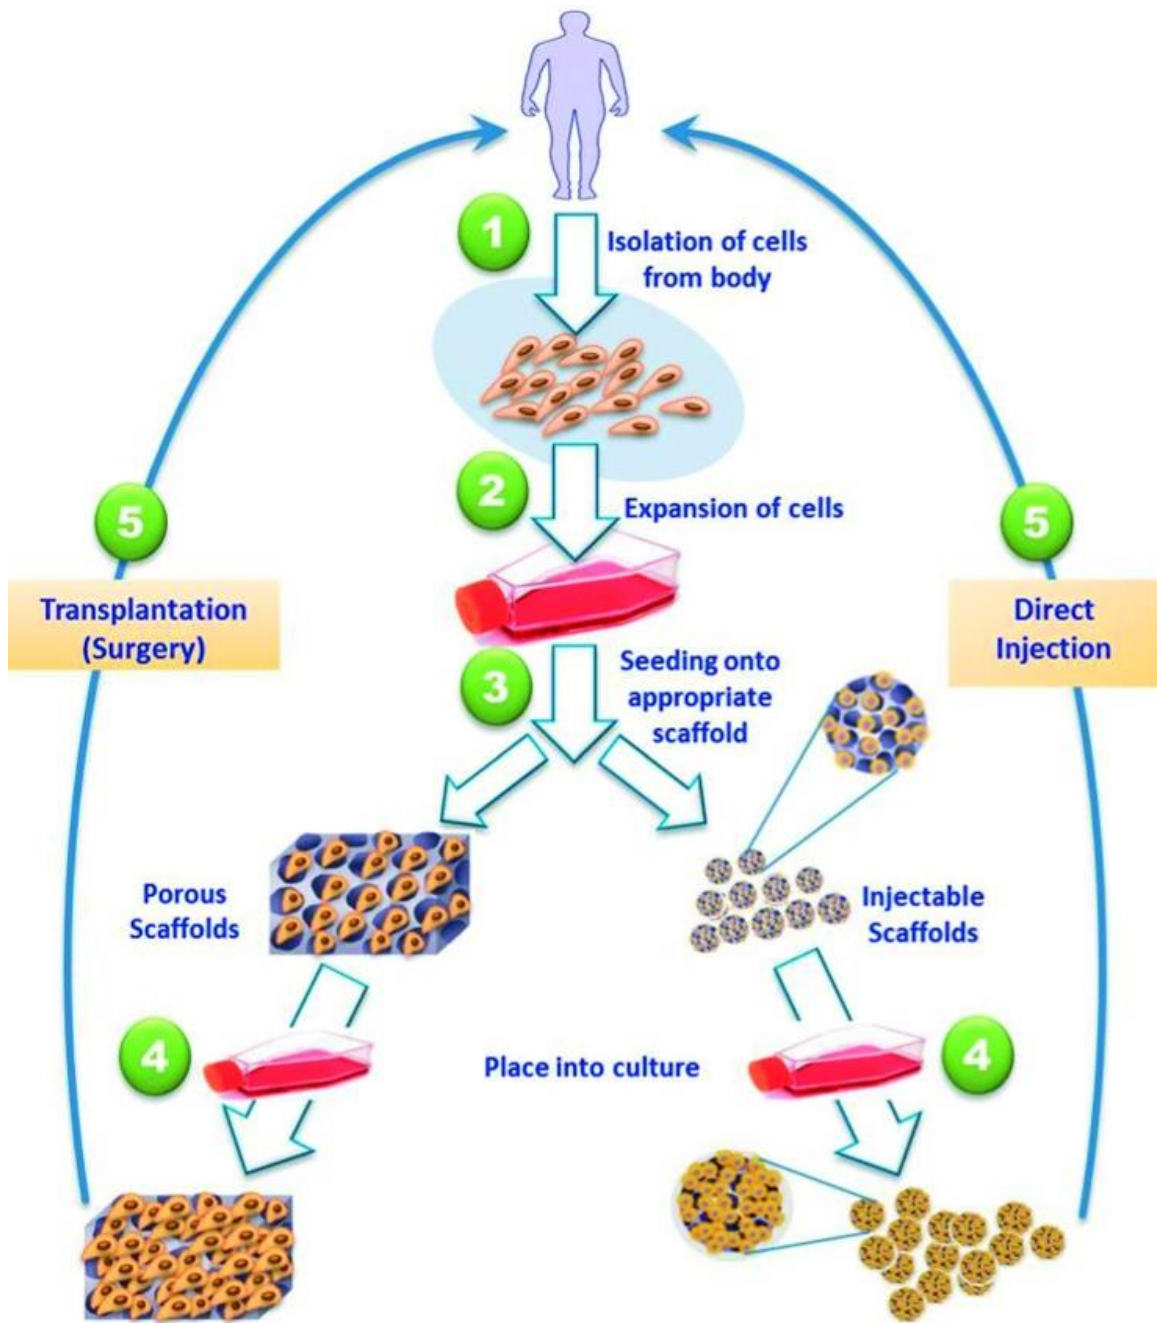 1
Isolation of cells
from body
2
Expansion of cells
5
Transplantation
(Surgery)
5
Direct
Injection
3
Seeding onto
appropriate
scaffold
Porous
Scaffolds
Injectable
Scaffolds
4
Place into culture
4